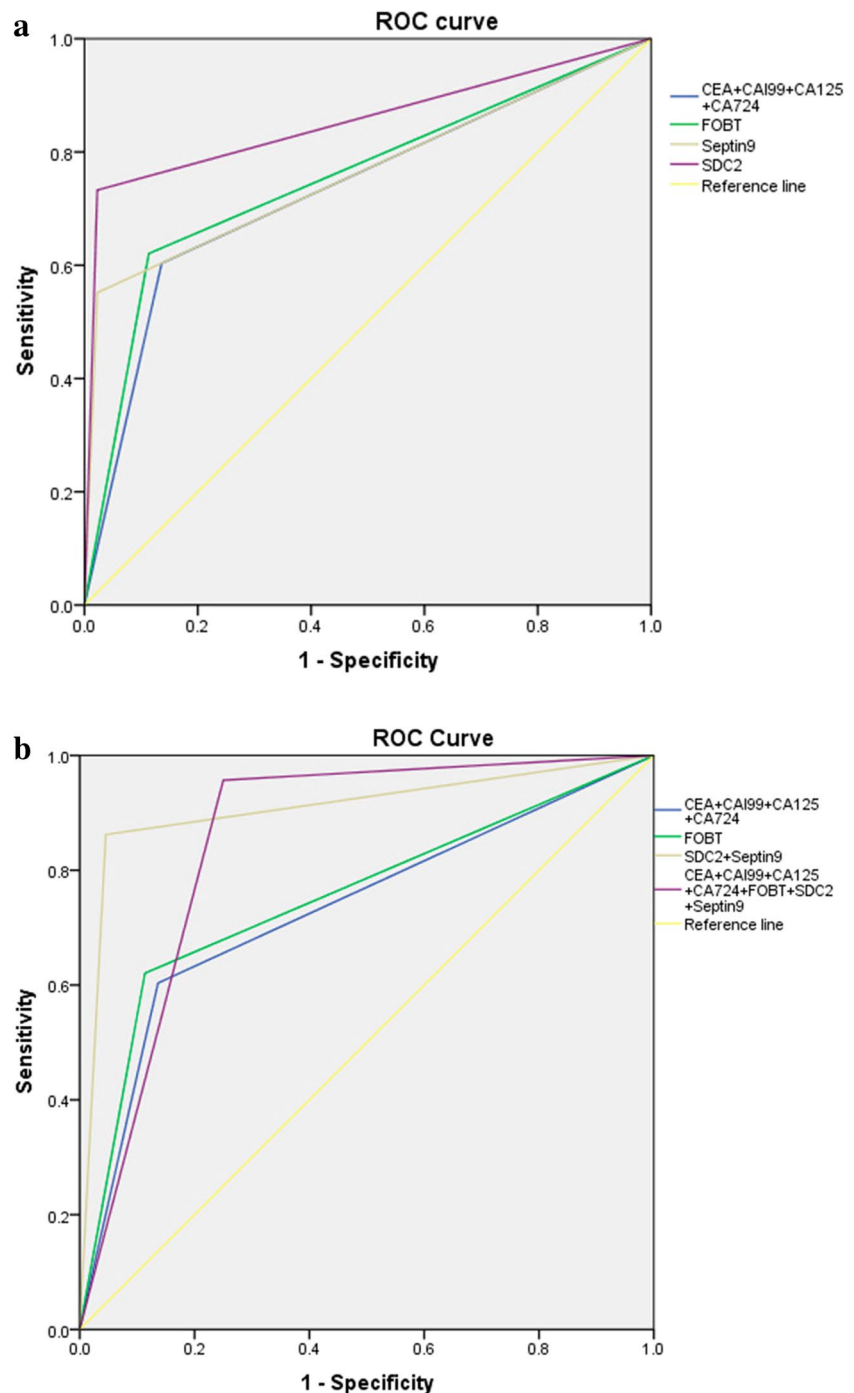 a
ROC curve
1.0
0.8
0.6
0.4
0.2
0.0
Sensitivity
0.0 0.2 0.4 0.6 0.8 1.0
1 - Specificity
CEA+CAI99+CA125
+CA724
FOBT
Septin9
SDC2
Reference line
b
ROC Curve
1.0
0.8
0.6
0.4
0.2
0.0
Sensitivity
0.0 0.2 0.4 0.6 0.8 1.0
1 - Specificity
CEA+CAI99+CA125
+CA724
FOBT
SDC2+Septin9
CEA+CAI99+CA125
+CA724+FOBT+SDC2
+Septin9
Reference line